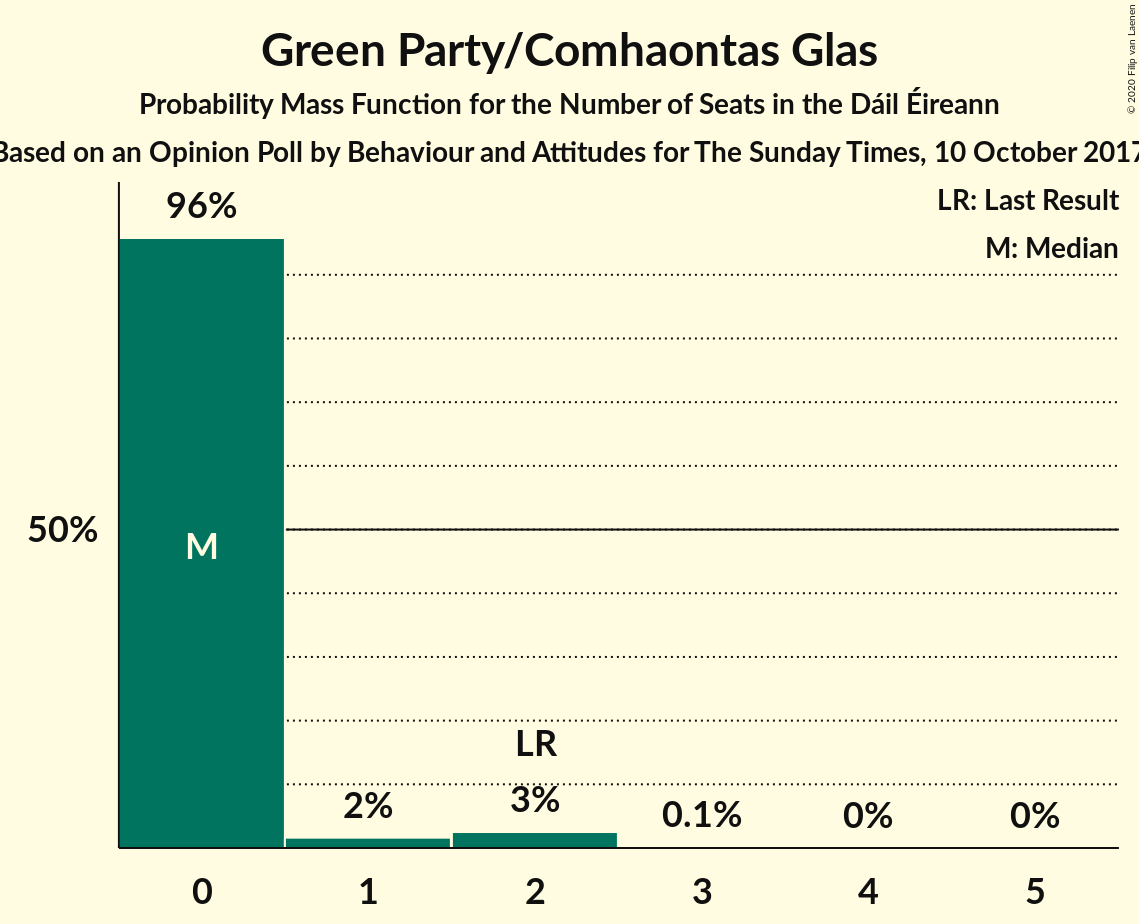 Green Party/Comhaontas Glas
Probability Mass Function for the Number of Seats in the Dáil Éireann
Based on an Opinion Poll by Behaviour and Attitudes for The Sunday Times, 10 October 2017
© 2020 Filip van Laenen
LR: Last Result
M: Median
96%
50%
M
LR
2%
3%
0.1%
0%
0%
0
1
2
3
4
5